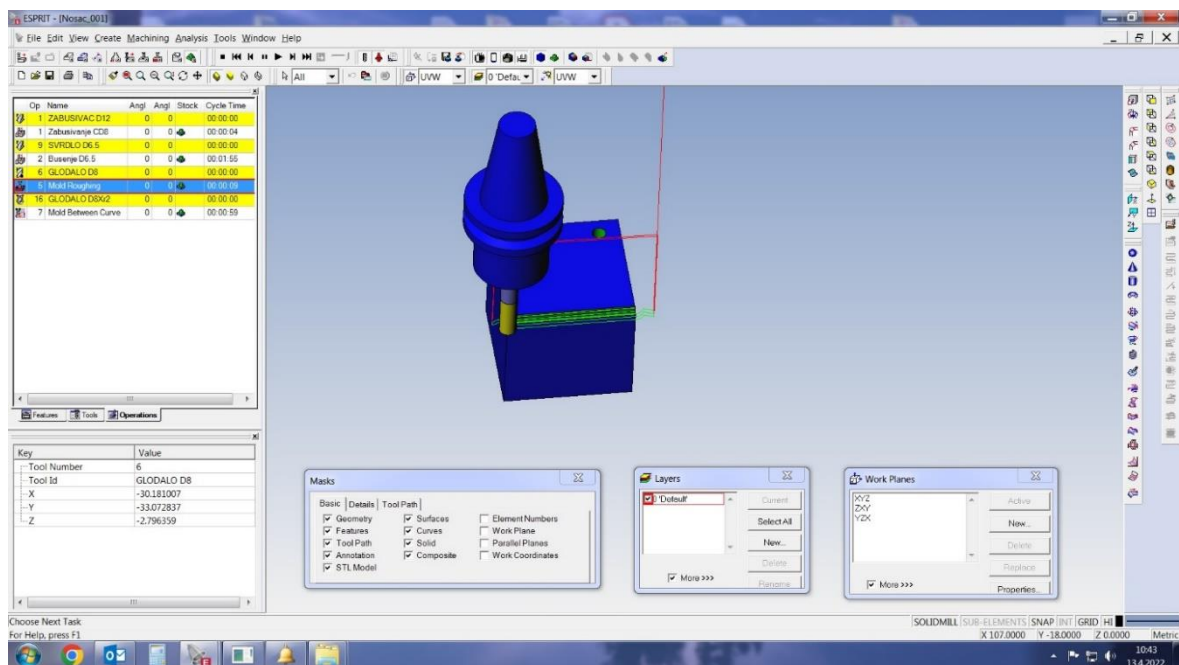 ESPRIT - [Nosac_001]
File Edit View Create Machining Analysis Tools Window Help
All UVW 0 'Defau UVW
Op Name Angl Angl Stock Cycle Time
1 ZABUSIVAC D12 0 0 00:00:00
1 Zabusivanje CD8 0 0 00:00:04
9 SVRDLO D6.5 0 0 00:00:00
2 Busenje D6.5 0 0 00:01:55
6 GLODALO D8 0 0 00:00:00
5 Mold Roughing 0 0 00:00:09
16 GLODALO D8Xr2 0 0 00:00:00
7 Mold Between Curve 0 0 00:00:59
Features Tools Operations
Key Value
Tool Number 6
Tool Id GLODALO D8
X -30.181007
Y -33.072837
Z -2.796359
Masks
Basic Details Tool Path
Geometry Surfaces Element Numbers
Features Curves Work Plane
Tool Path Solid Parallel Planes
Annotation Composite Work Coordinates
STL Model
Layers
0 'Default' Current
Select All
New...
Delete
More >>> Rename
Work Planes
XYZ Active
ZXY
YZX New...
Delete
Replace
More >>> Properties...
Choose Next Task
SOLIDMILL SUB-ELEMENTS SNAP INT GRID HI
For Help, press F1
X 107.0000 Y -18.0000 Z 0.0000 Metric
10:43
13.4.2022